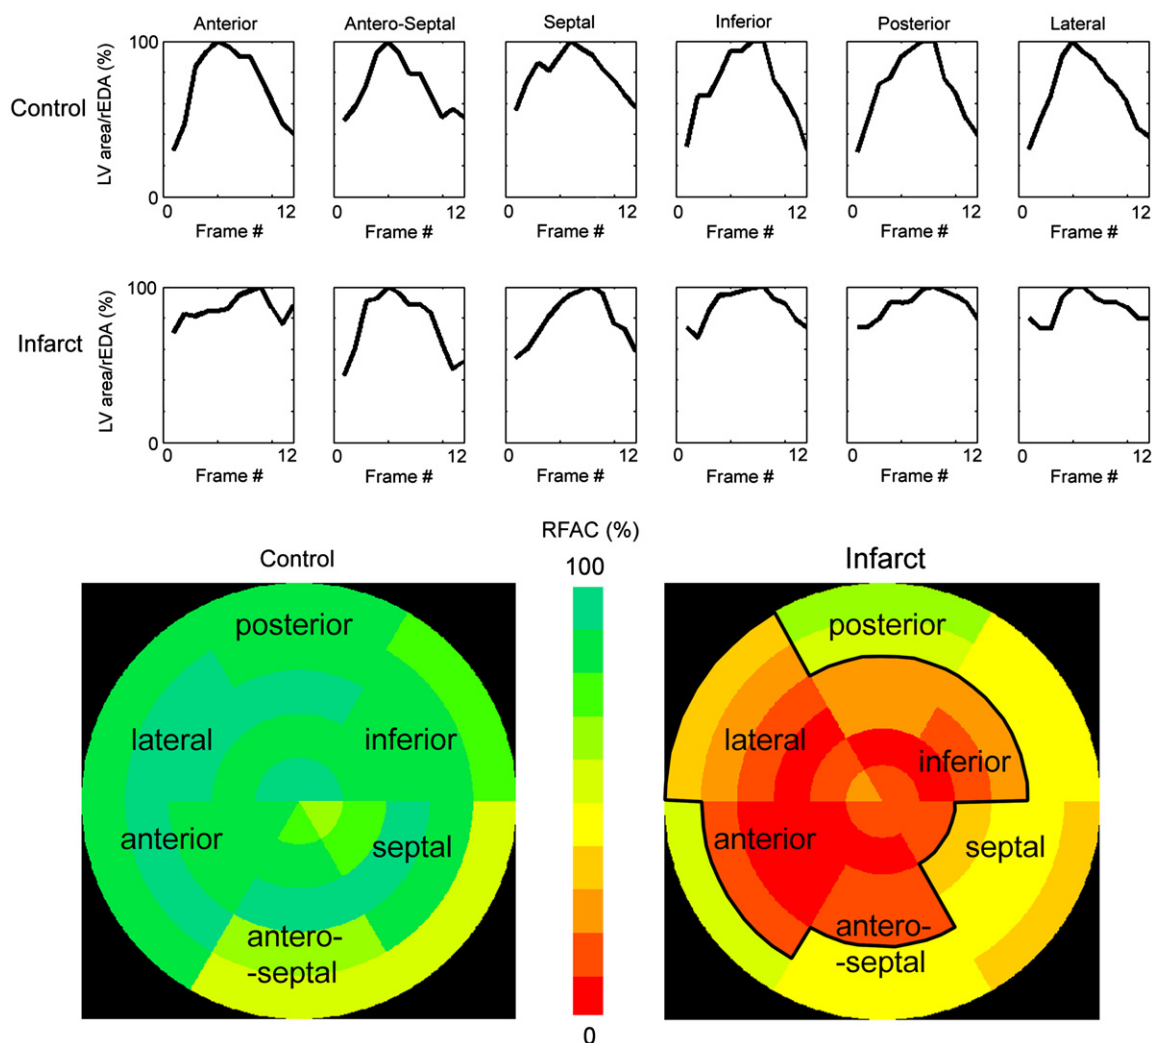 Anterior
Antero-Septal
Septal
Inferior
Posterior
Lateral
Control
LV area/rEDA (%)
100
0
0 12
0 12
0 12
0 12
0 12
0 12
Frame #
Frame #
Frame #
Frame #
Frame #
Frame #
Infarct
LV area/rEDA (%)
100
0
0 12
0 12
0 12
0 12
0 12
0 12
Frame #
Frame #
Frame #
Frame #
Frame #
Frame #
RFAC (%)
Control
100
Infarct
posterior
lateral
inferior
anterior
septal
antero-
-septal
posterior
lateral
inferior
anterior
septal
antero-
-septal
0